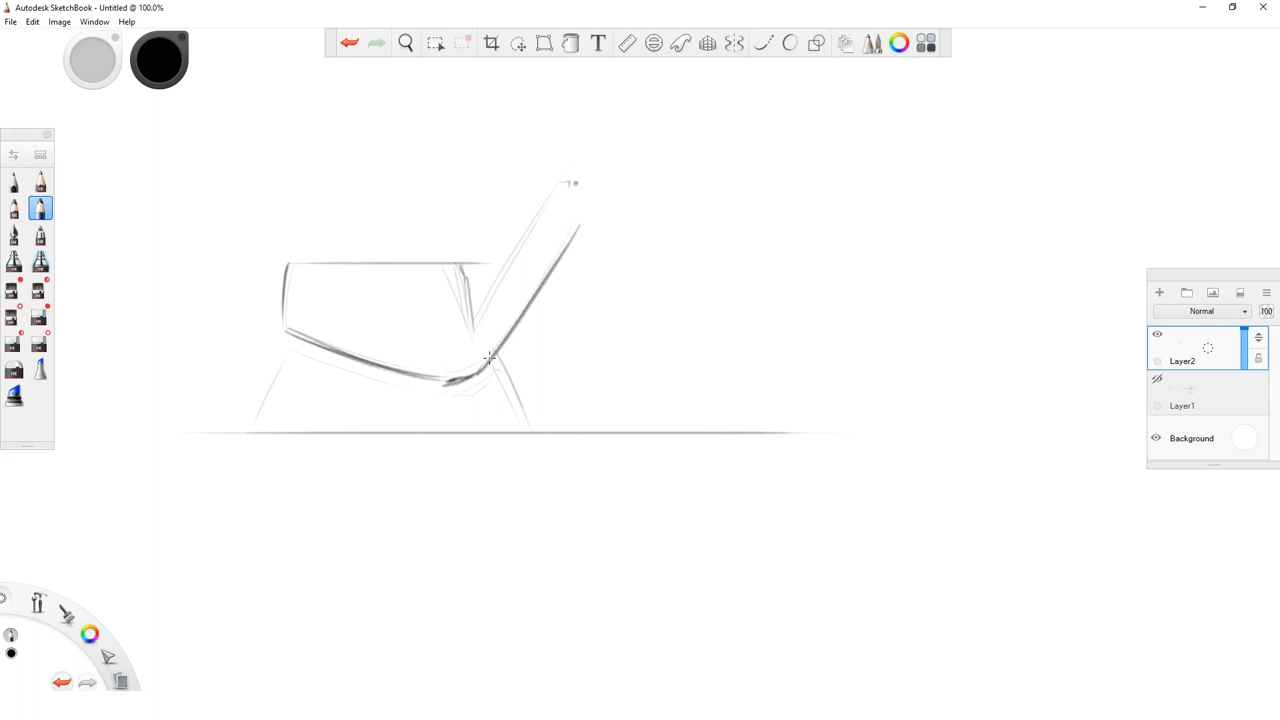 Autodesk SketchBook - Untitled @ 100.0%
File Edit Image Window Help
T
Normal 100
Layer2
Layer1
Background